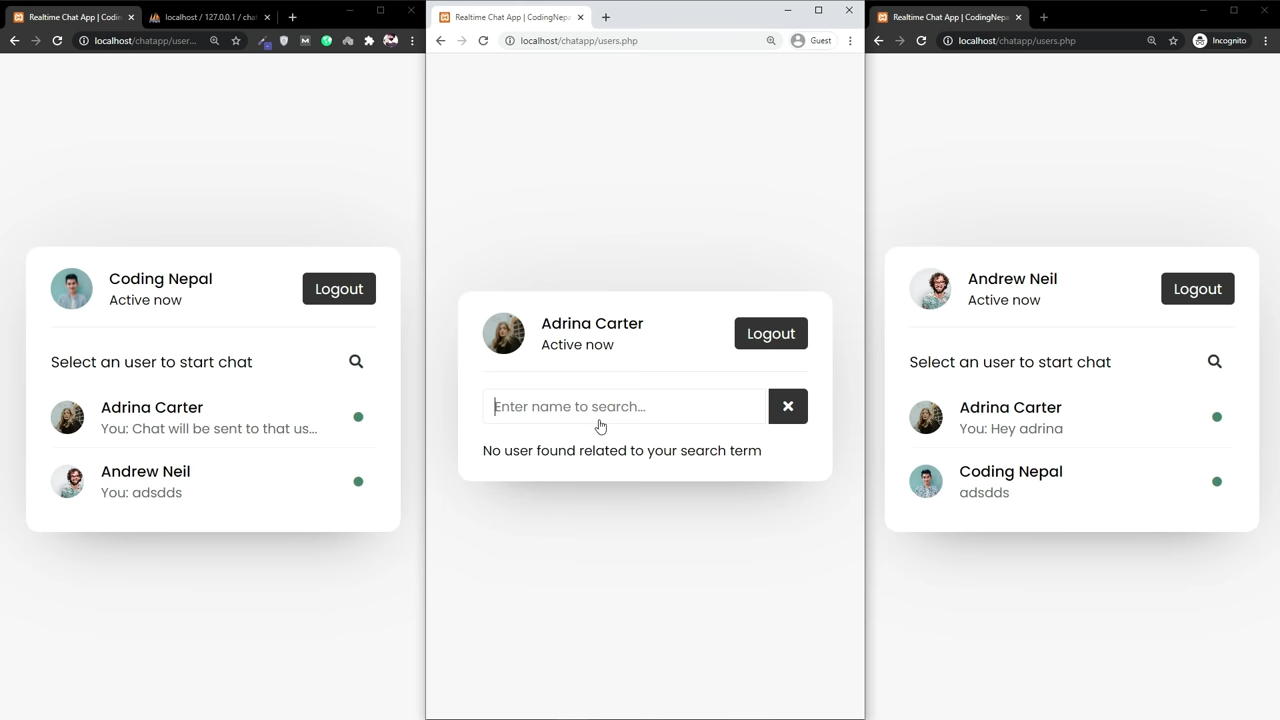 Realtime Chat App | Codin
localhost / 127.0.0.1 / chat
localhost/chatapp/user...
Coding Nepal
Active now
Logout
Select an user to start chat
Adrina Carter
You: Chat will be sent to that us...
Andrew Neil
You: adsdds
Realtime Chat App | CodingNepa
localhost/chatapp/users.php
Guest
Adrina Carter
Active now
Logout
Enter name to search...
No user found related to your search term
Realtime Chat App | CodingNepa
localhost/chatapp/users.php
Incognito
Andrew Neil
Active now
Logout
Select an user to start chat
Adrina Carter
You: Hey adrina
Coding Nepal
adsdds